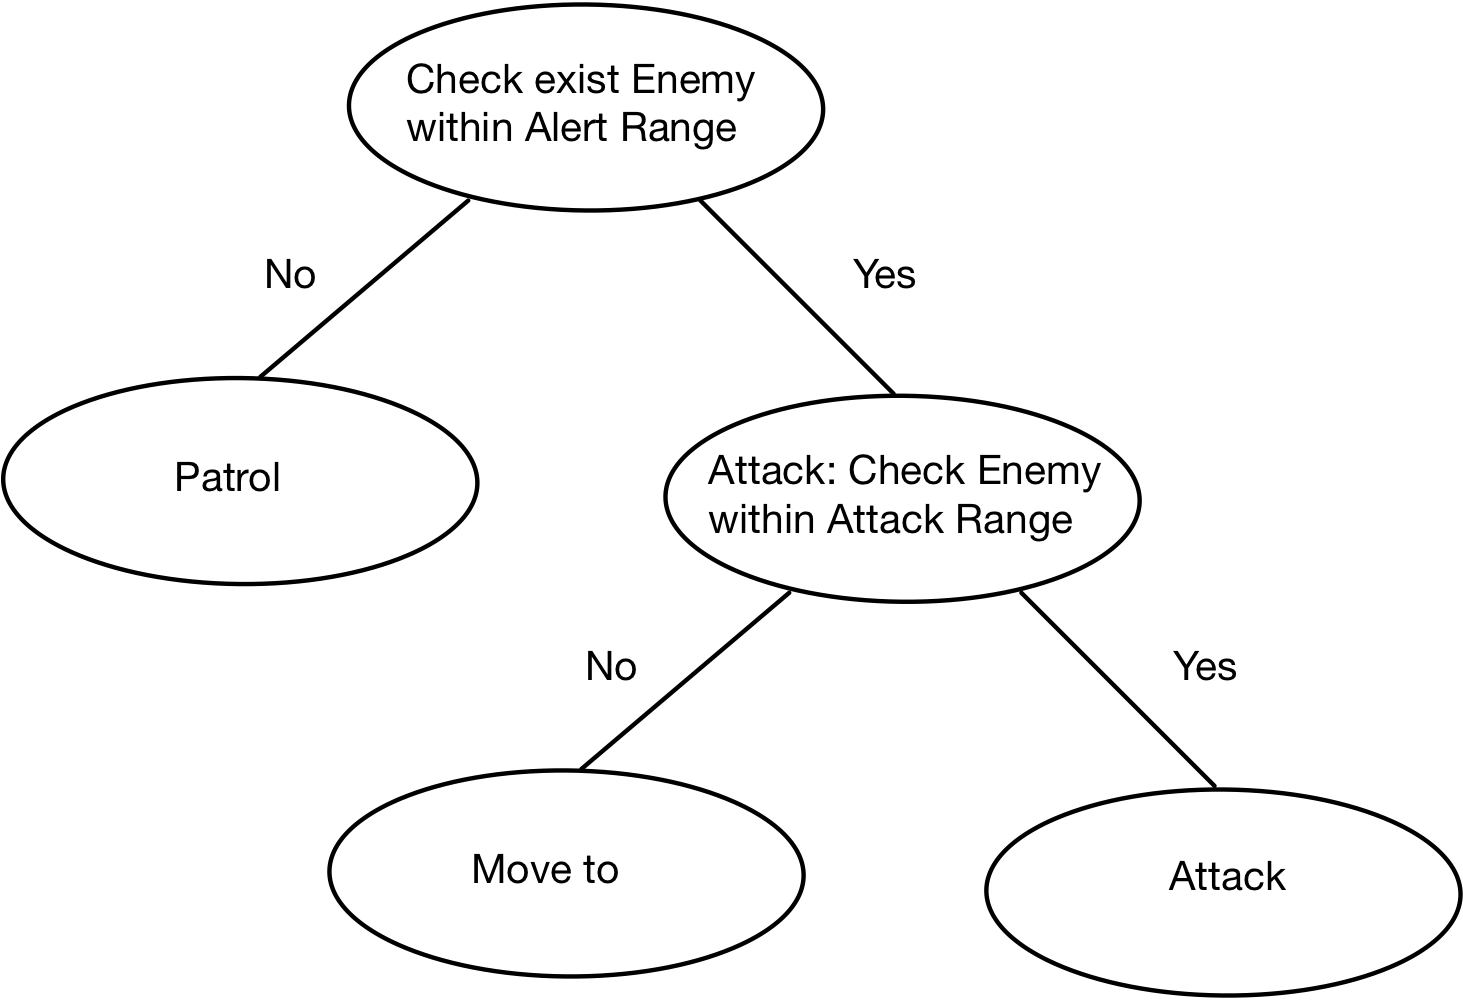 Check exist Enemy
within Alert Range
No
Yes
Patrol
Attack: Check Enemy
within Attack Range
No
Yes
Move to
Attack